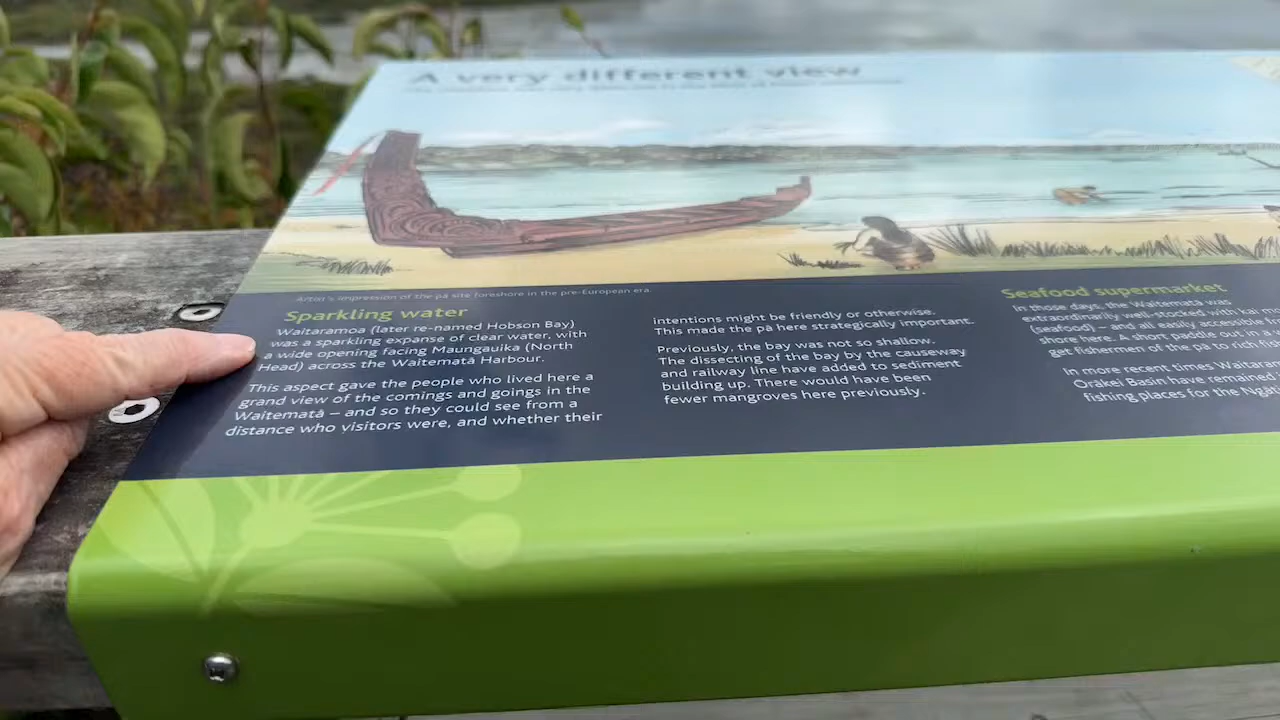 A very different view
Artist's impression of the pā site foreshore in the pre-European era
Sparkling water
Waitaramoa (later re-named Hobson Bay)
was a sparkling expanse of clear water, with
a wide opening facing Maungauika (North
Head) across the Waitematā Harbour.
This aspect gave the people who lived here a
grand view of the comings and goings in the
Waitematā – and so they could see from a
distance who visitors were, and whether their
intentions might be friendly or otherwise.
This made the pā here strategically important.
Previously, the bay was not so shallow.
The dissecting of the bay by the causeway
and railway line have added to sediment
building up. There would have been
fewer mangroves here previously.
Seafood supermarket
In those days the Waitematā was
extraordinarily well-stocked with kai
(seafood) – and all easily accessible
shore here. A short paddle out in
get fishermen of the pā to rich
In more recent times
Ōrākei Basin have remained
fishing places for the